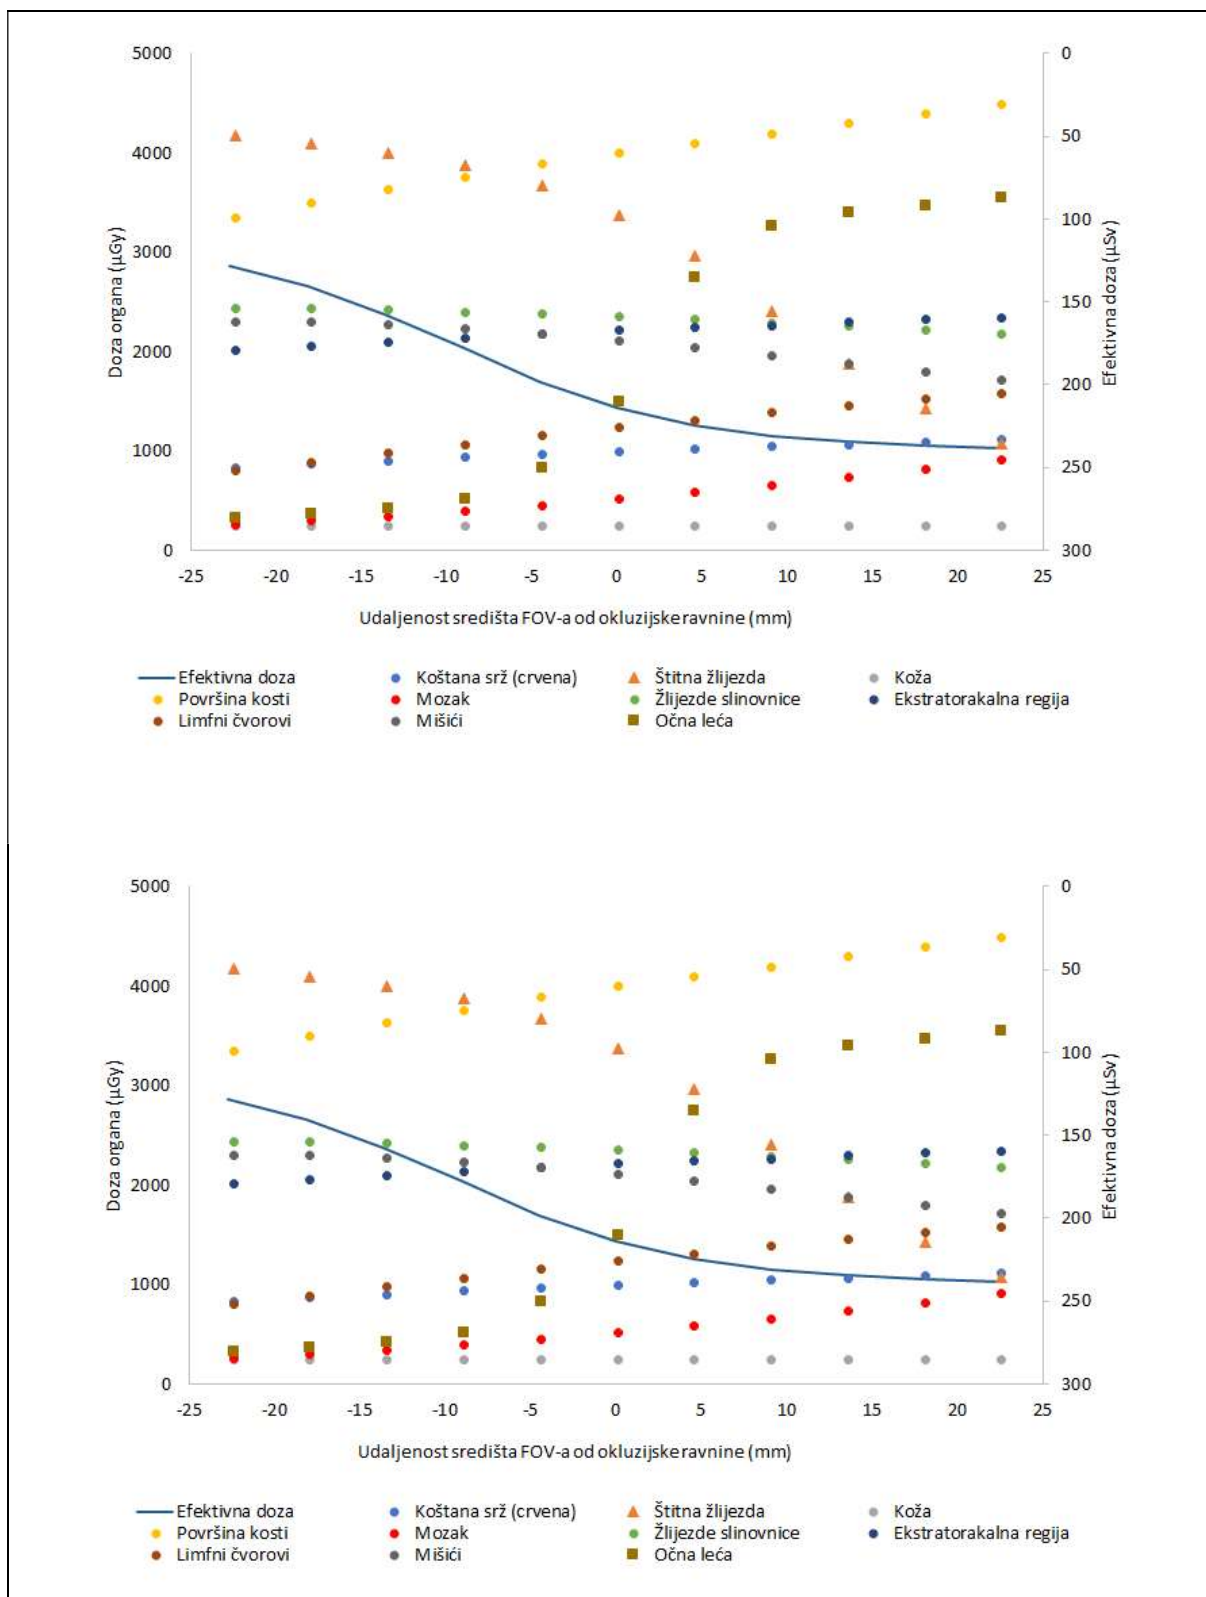 5000 0
4000 50
3000 100
2000 150
1000 200
0 250
300
Doza organa (µGy)
Efektivna doza (µSv)
-25 -20 -15 -10 -5 0 5 10 15 20 25
Udaljenost središta FOV-a od okluzijske ravnine (mm)
Efektivna doza Koštana srž (crvena) Štitna žlijezda Koža
Površina kosti Mozak Žlijezde slinovnice Ekstratorakalna regija
Limfni čvorovi Mišići Očna leća
5000 0
4000 50
3000 100
2000 150
1000 200
0 250
300
Doza organa (µGy)
Efektivna doza (µSv)
-25 -20 -15 -10 -5 0 5 10 15 20 25
Udaljenost središta FOV-a od okluzijske ravnine (mm)
Efektivna doza Koštana srž (crvena) Štitna žlijezda Koža
Površina kosti Mozak Žlijezde slinovnice Ekstratorakalna regija
Limfni čvorovi Mišići Očna leća